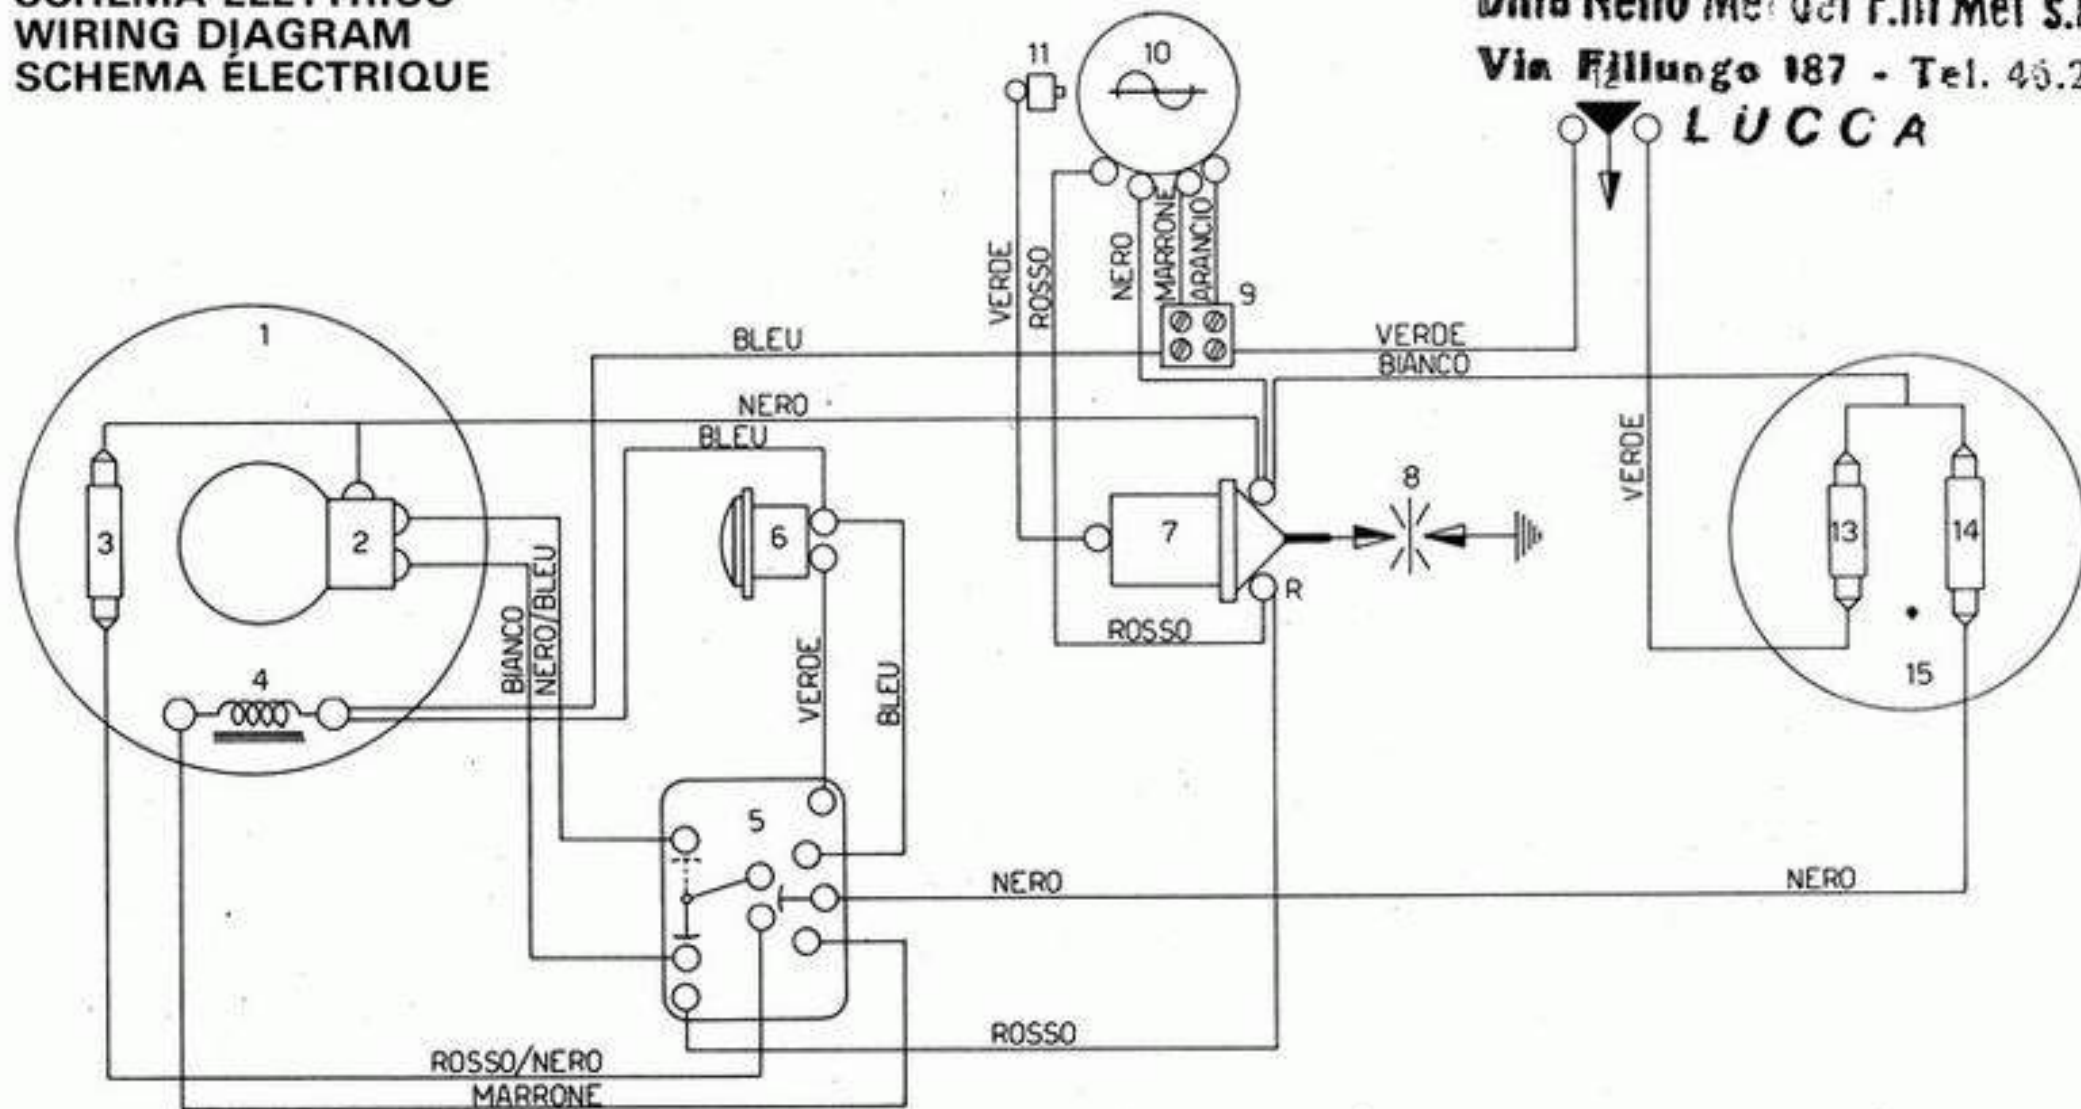 WIRING DIAGRAM
SCHEMA ÉLECTRIQUE
Via Fillungo 187 - Tel.
LUCCA
11
10
12
VERDE
ROSSO
NERO
MARRONE
ARANCIO
9
1
BLEU
VERDE
BIANCO
NERO
BLEU
VERDE
8
3
2
6
7
13
14
BIANCO
NERO/BLEU
R
ROSSO
VERDE
BLEU
4
15
5
NERO
NERO
ROSSO
ROSSO/NERO
MARRONE